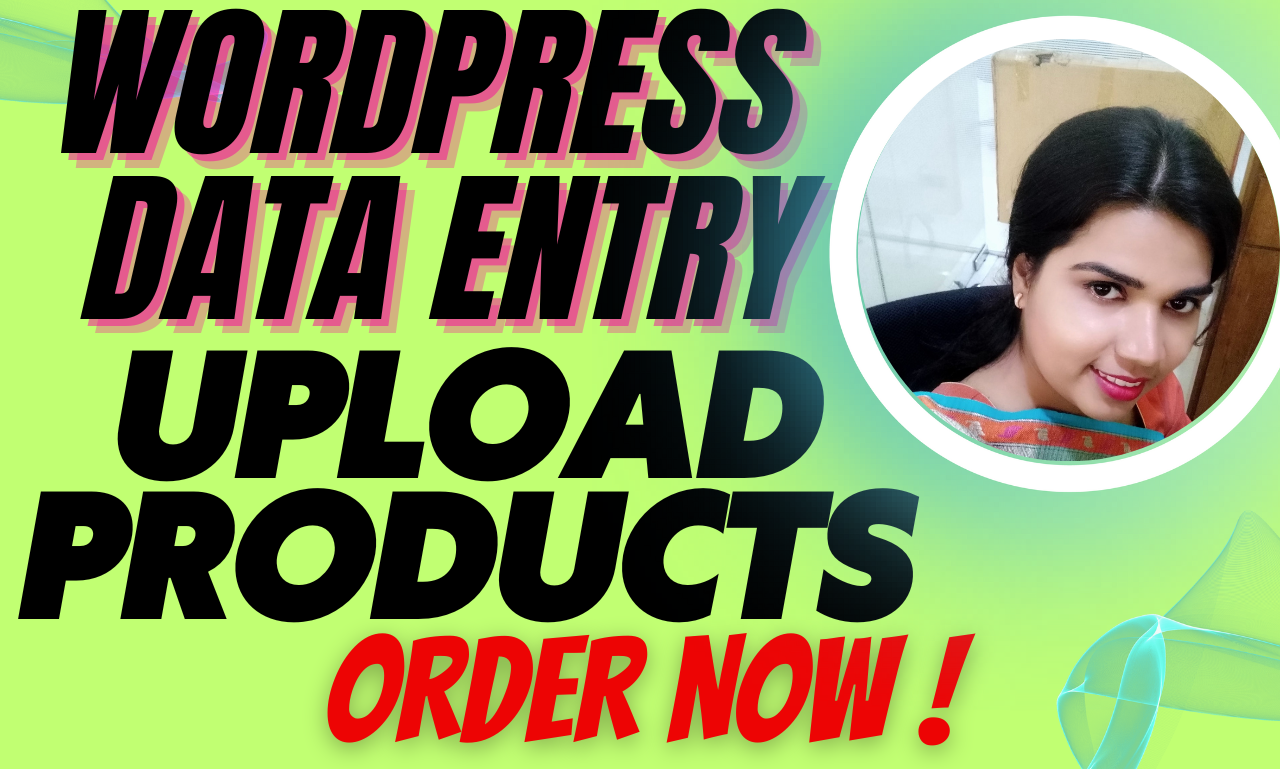 WORDPRESS
DATA ENTRY
UPLOAD
PRODUCTS
ORDER NOW !